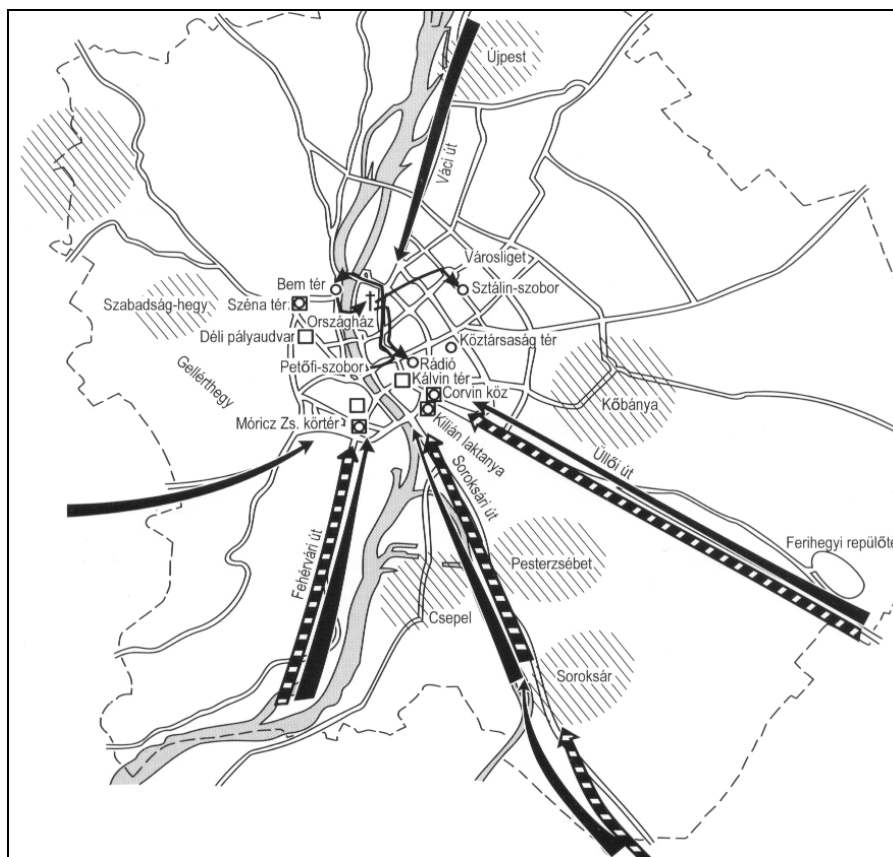 Újpest
Váci út
Városliget
Bem tér
Sztálin-szobor
Szabadság-hegy
Széna tér
Országház
Déli pályaudvar
Köztársaság tér
Petőfi-szobor
Rádió
Gellérthegy
Kálvin tér
Corvin köz
Kőbánya
Móricz Zs. körtér
Kilián laktanya
Üllői út
Soroksári út
Fehérvári út
Ferihegyi repülőté
Pesterzsébet
Csepel
Soroksár